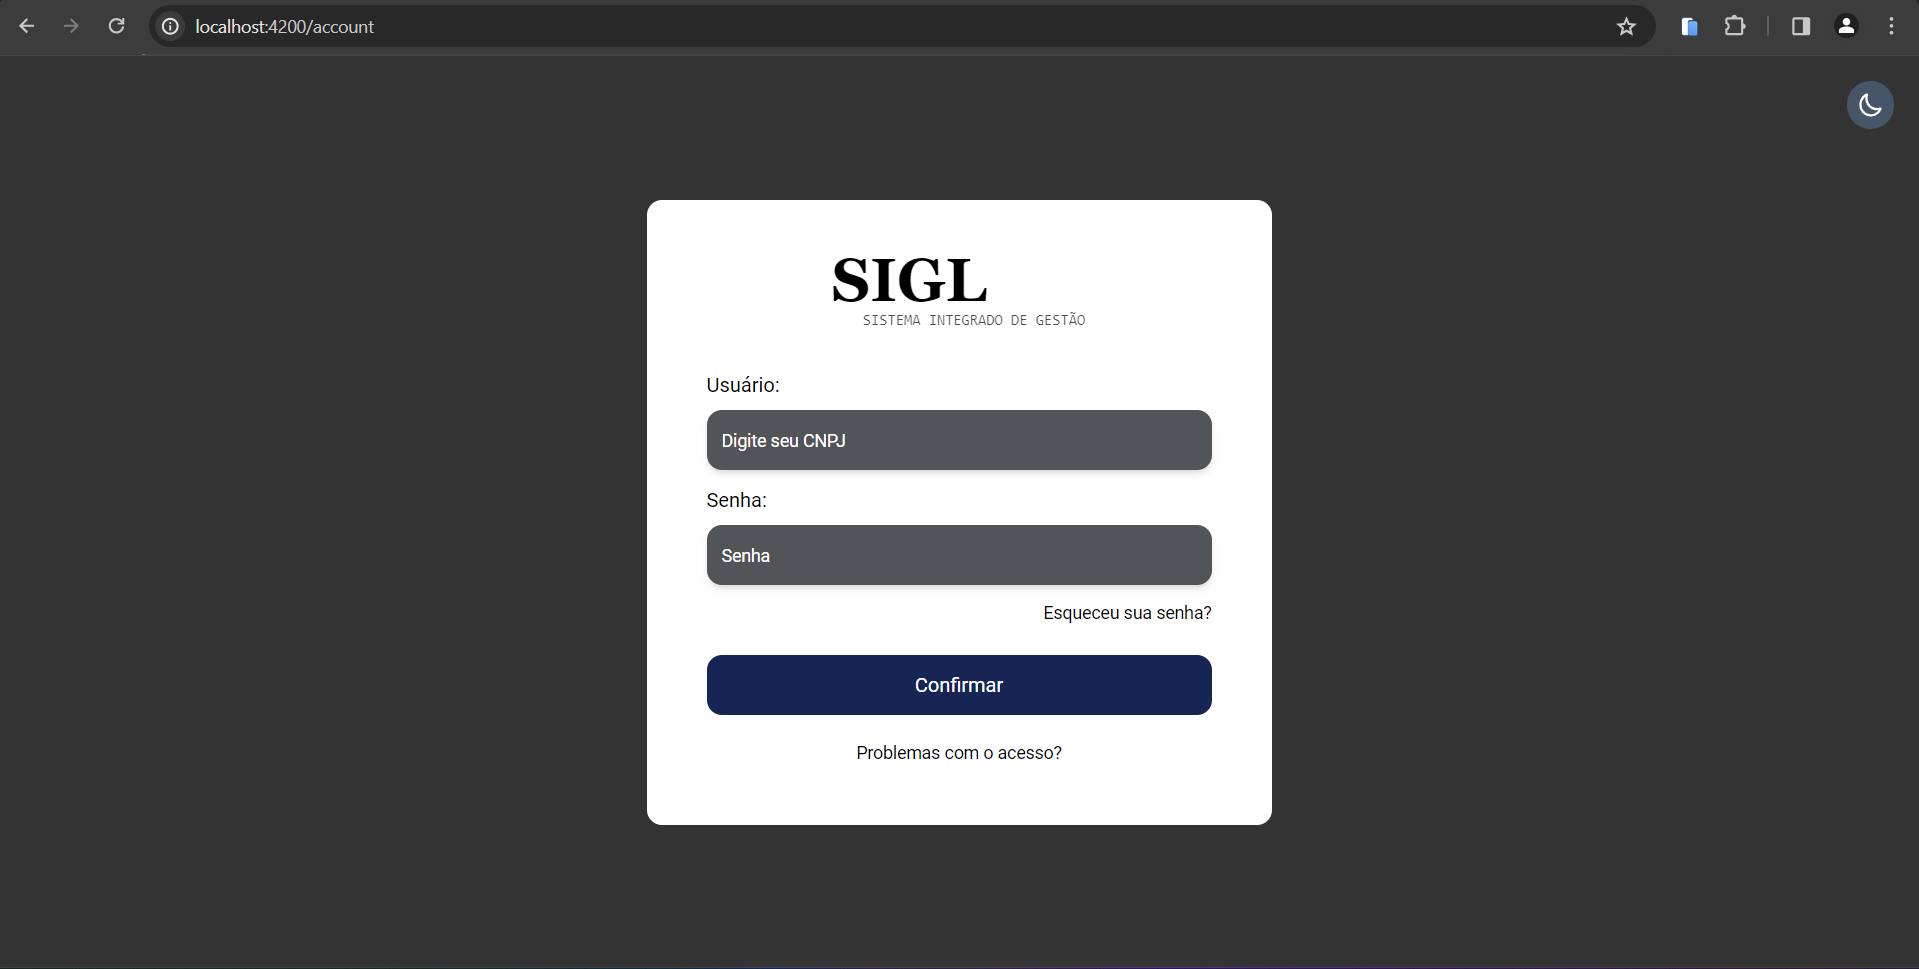 localhost:4200/account
SIGL
SISTEMA INTEGRADO DE GESTÃO
Usuário:
Digite seu CNPJ
Senha:
Senha
Esqueceu sua senha?
Confirmar
Problemas com o acesso?